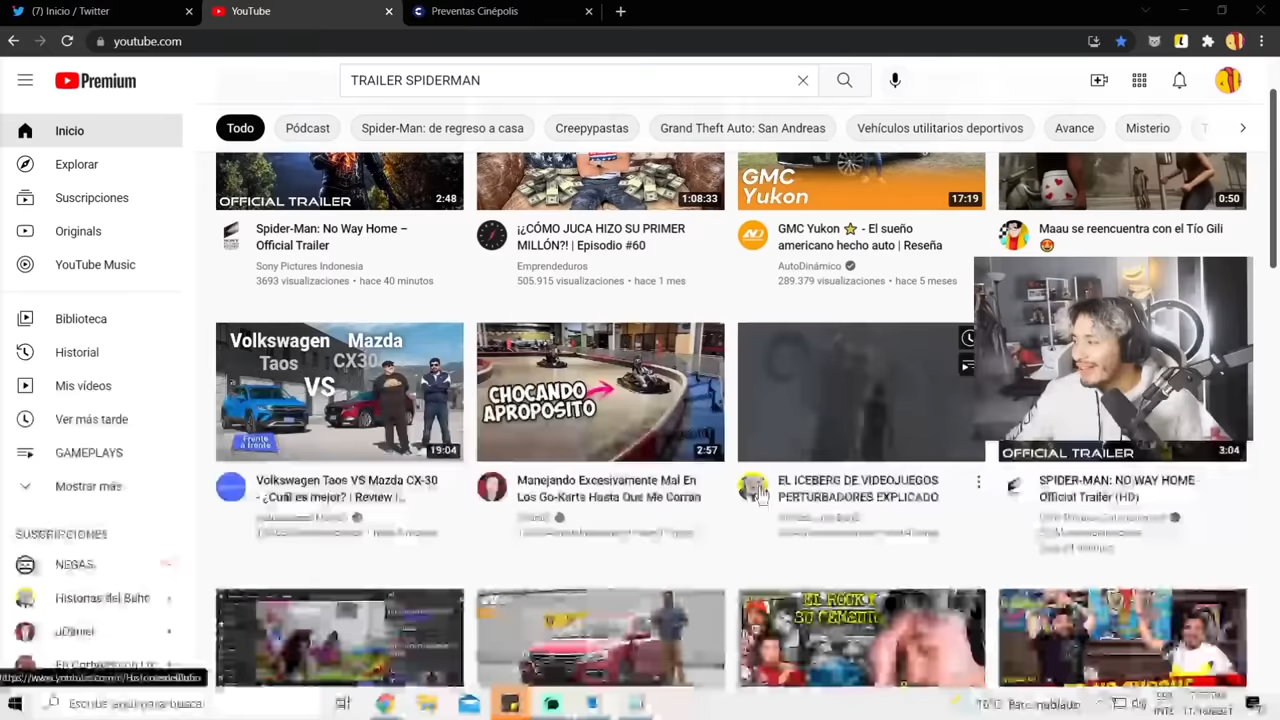 (7) Inicio / Twitter
YouTube
Preventas Cinépolis
youtube.com
Premium
TRAILER SPIDERMAN
Inicio
Explorar
Suscripciones
Originals
YouTube Music
Biblioteca
Historial
Mis vídeos
Ver más tarde
GAMEPLAYS
Mostrar más
SUSCRIPCIONES
NEGAS
Historias del Búho
Todo
Pódcast
Spider-Man: de regreso a casa
Creepypastas
Grand Theft Auto: San Andreas
Vehículos utilitarios deportivos
Avance
Misterio
OFFICIAL TRAILER
2:48
Spider-Man: No Way Home –
Official Trailer
Sony Pictures Indonesia
3693 visualizaciones • hace 40 minutos
1:08:33
¡¿CÓMO JUCA HIZO SU PRIMER
MILLÓN?! | Episodio #60
Emprendeduros
505.915 visualizaciones • hace 1 mes
GMC
Yukon
17:19
GMC Yukon ⭐ - El sueño
americano hecho auto | Reseña
AutoDinámico
289.379 visualizaciones • hace 5 meses
0:50
Maau se reencuentra con el Tío Gili
🤩
Volkswagen Mazda
Taos CX30
VS
Frente
a frente
19:04
Volkswagen Taos VS Mazda CX-30
- ¿Cuál es mejor? | Review
CHOCANDO
APROPOSITO
2:57
Manejando Excesivamente Mal En
Los Go-Karts Hasta Que Me Corran
EL ICEBERG DE VIDEOJUEGOS
PERTURBADORES EXPLICADO
OFFICIAL TRAILER
3:04
SPIDER-MAN: NO WAY HOME
Official Trailer (HD)
Escribe aquí para buscar